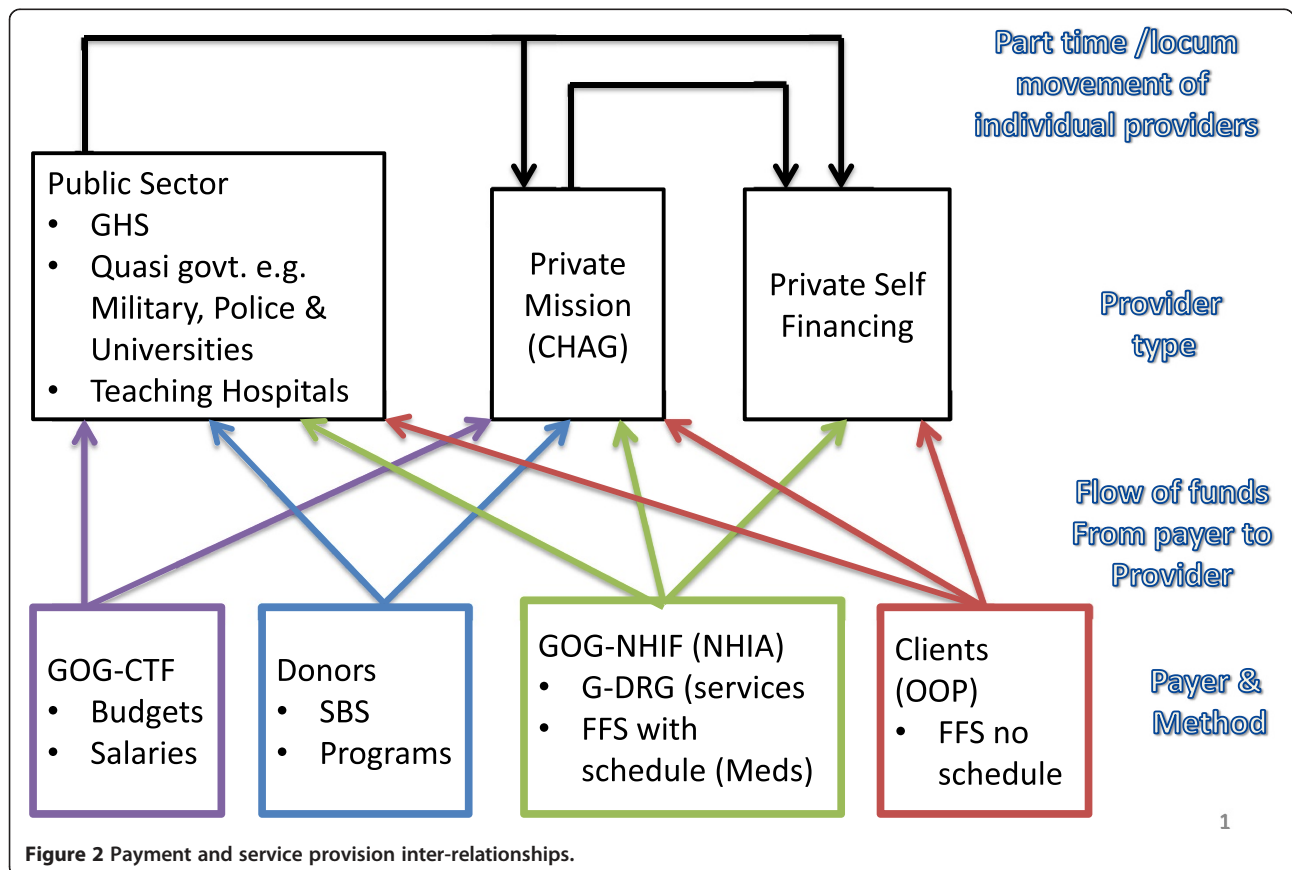 Part time /locum
movement of
individual providers
Public Sector
• GHS
• Quasi govt. e.g.
Military, Police &
Universities
• Teaching Hospitals
Private
Mission
(CHAG)
Private Self
Financing
Provider
type
Flow of funds
From payer to
Provider
GOG-CTF
• Budgets
• Salaries
Donors
• SBS
• Programs
GOG-NHIF (NHIA)
• G-DRG (services
• FFS with
schedule (Meds)
Clients
(OOP)
• FFS no
schedule
Payer &
Method
1
Figure 2 Payment and service provision inter-relationships.